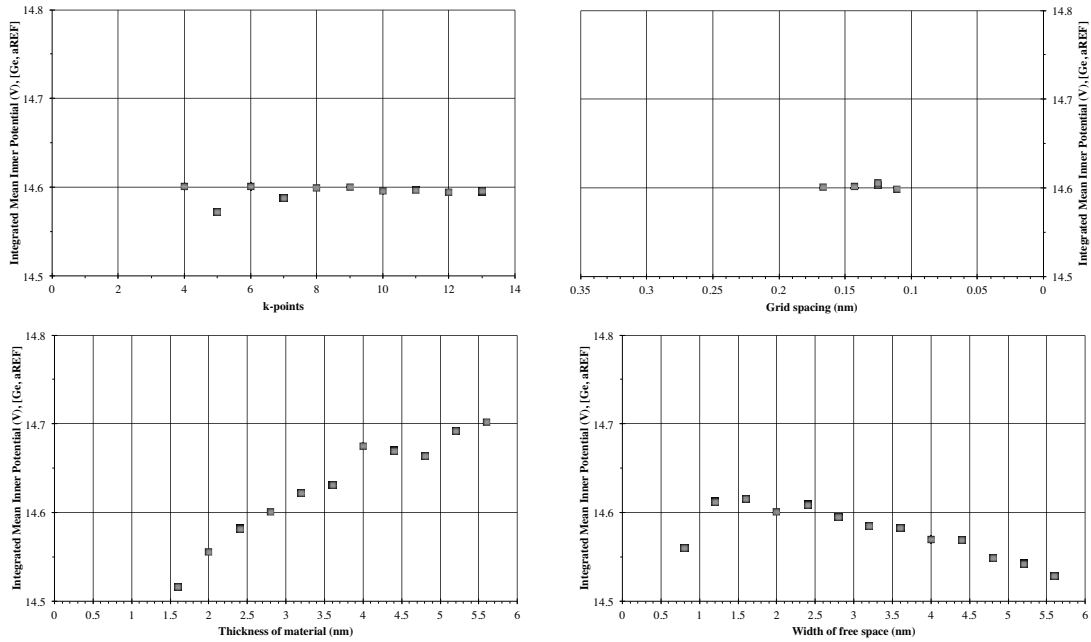 Integrated Mean Inner Potential (V), [Ge, aREF]
14.8
14.7
14.6
14.5
0 2 4 6 8 10 12 14
k-points
14.8
14.7
14.6
14.5
Integrated Mean Inner Potential (V), [Ge, aREF]
0.35 0.3 0.25 0.2 0.15 0.1 0.05 0
Grid spacing (nm)
Integrated Mean Inner Potential (V), [Ge, aREF]
14.8
14.7
14.6
14.5
0 0.5 1 1.5 2 2.5 3 3.5 4 4.5 5 5.5 6
Thickness of material (nm)
Integrated Mean Inner Potential (V), [Ge, aREF]
14.8
14.7
14.6
14.5
0 0.5 1 1.5 2 2.5 3 3.5 4 4.5 5 5.5 6
Width of free space (nm)